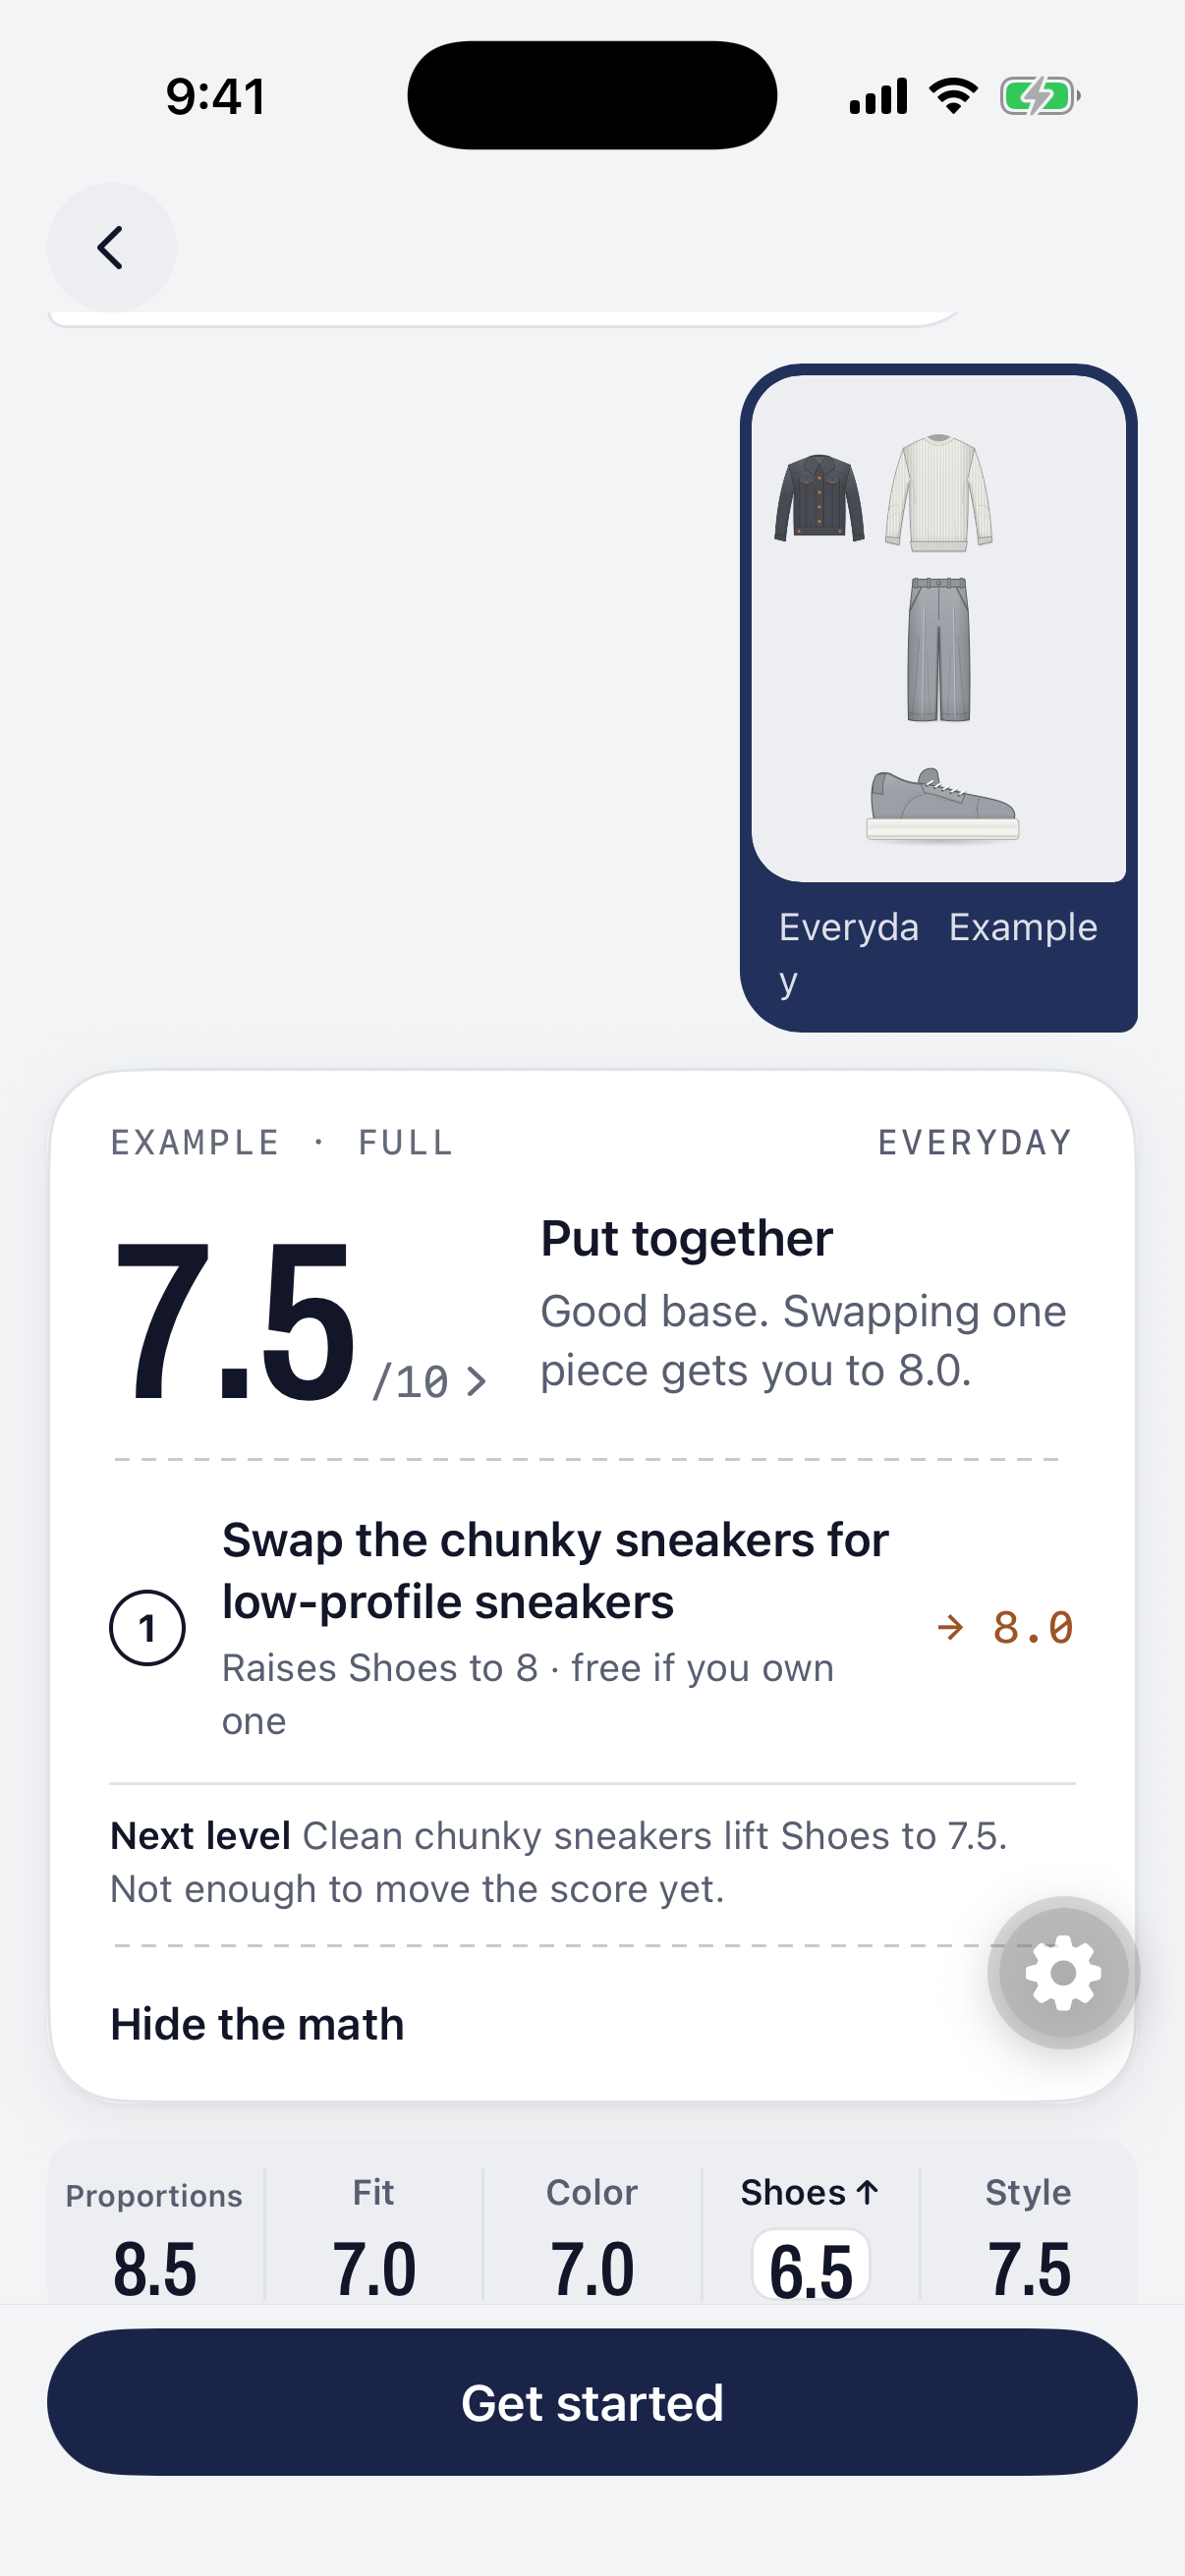 9:41
Everyda
y
Example
EXAMPLE · FULL
EVERYDAY
7.5
/10
Put together
Good base. Swapping one
piece gets you to 8.0.
1
Swap the chunky sneakers for
low-profile sneakers
Raises Shoes to 8 · free if you own
one
→ 8.0
Next level Clean chunky sneakers lift Shoes to 7.5.
Not enough to move the score yet.
Hide the math
Proportions
8.5
Fit
7.0
Color
7.0
Shoes ↑
6.5
Style
7.5
Get started